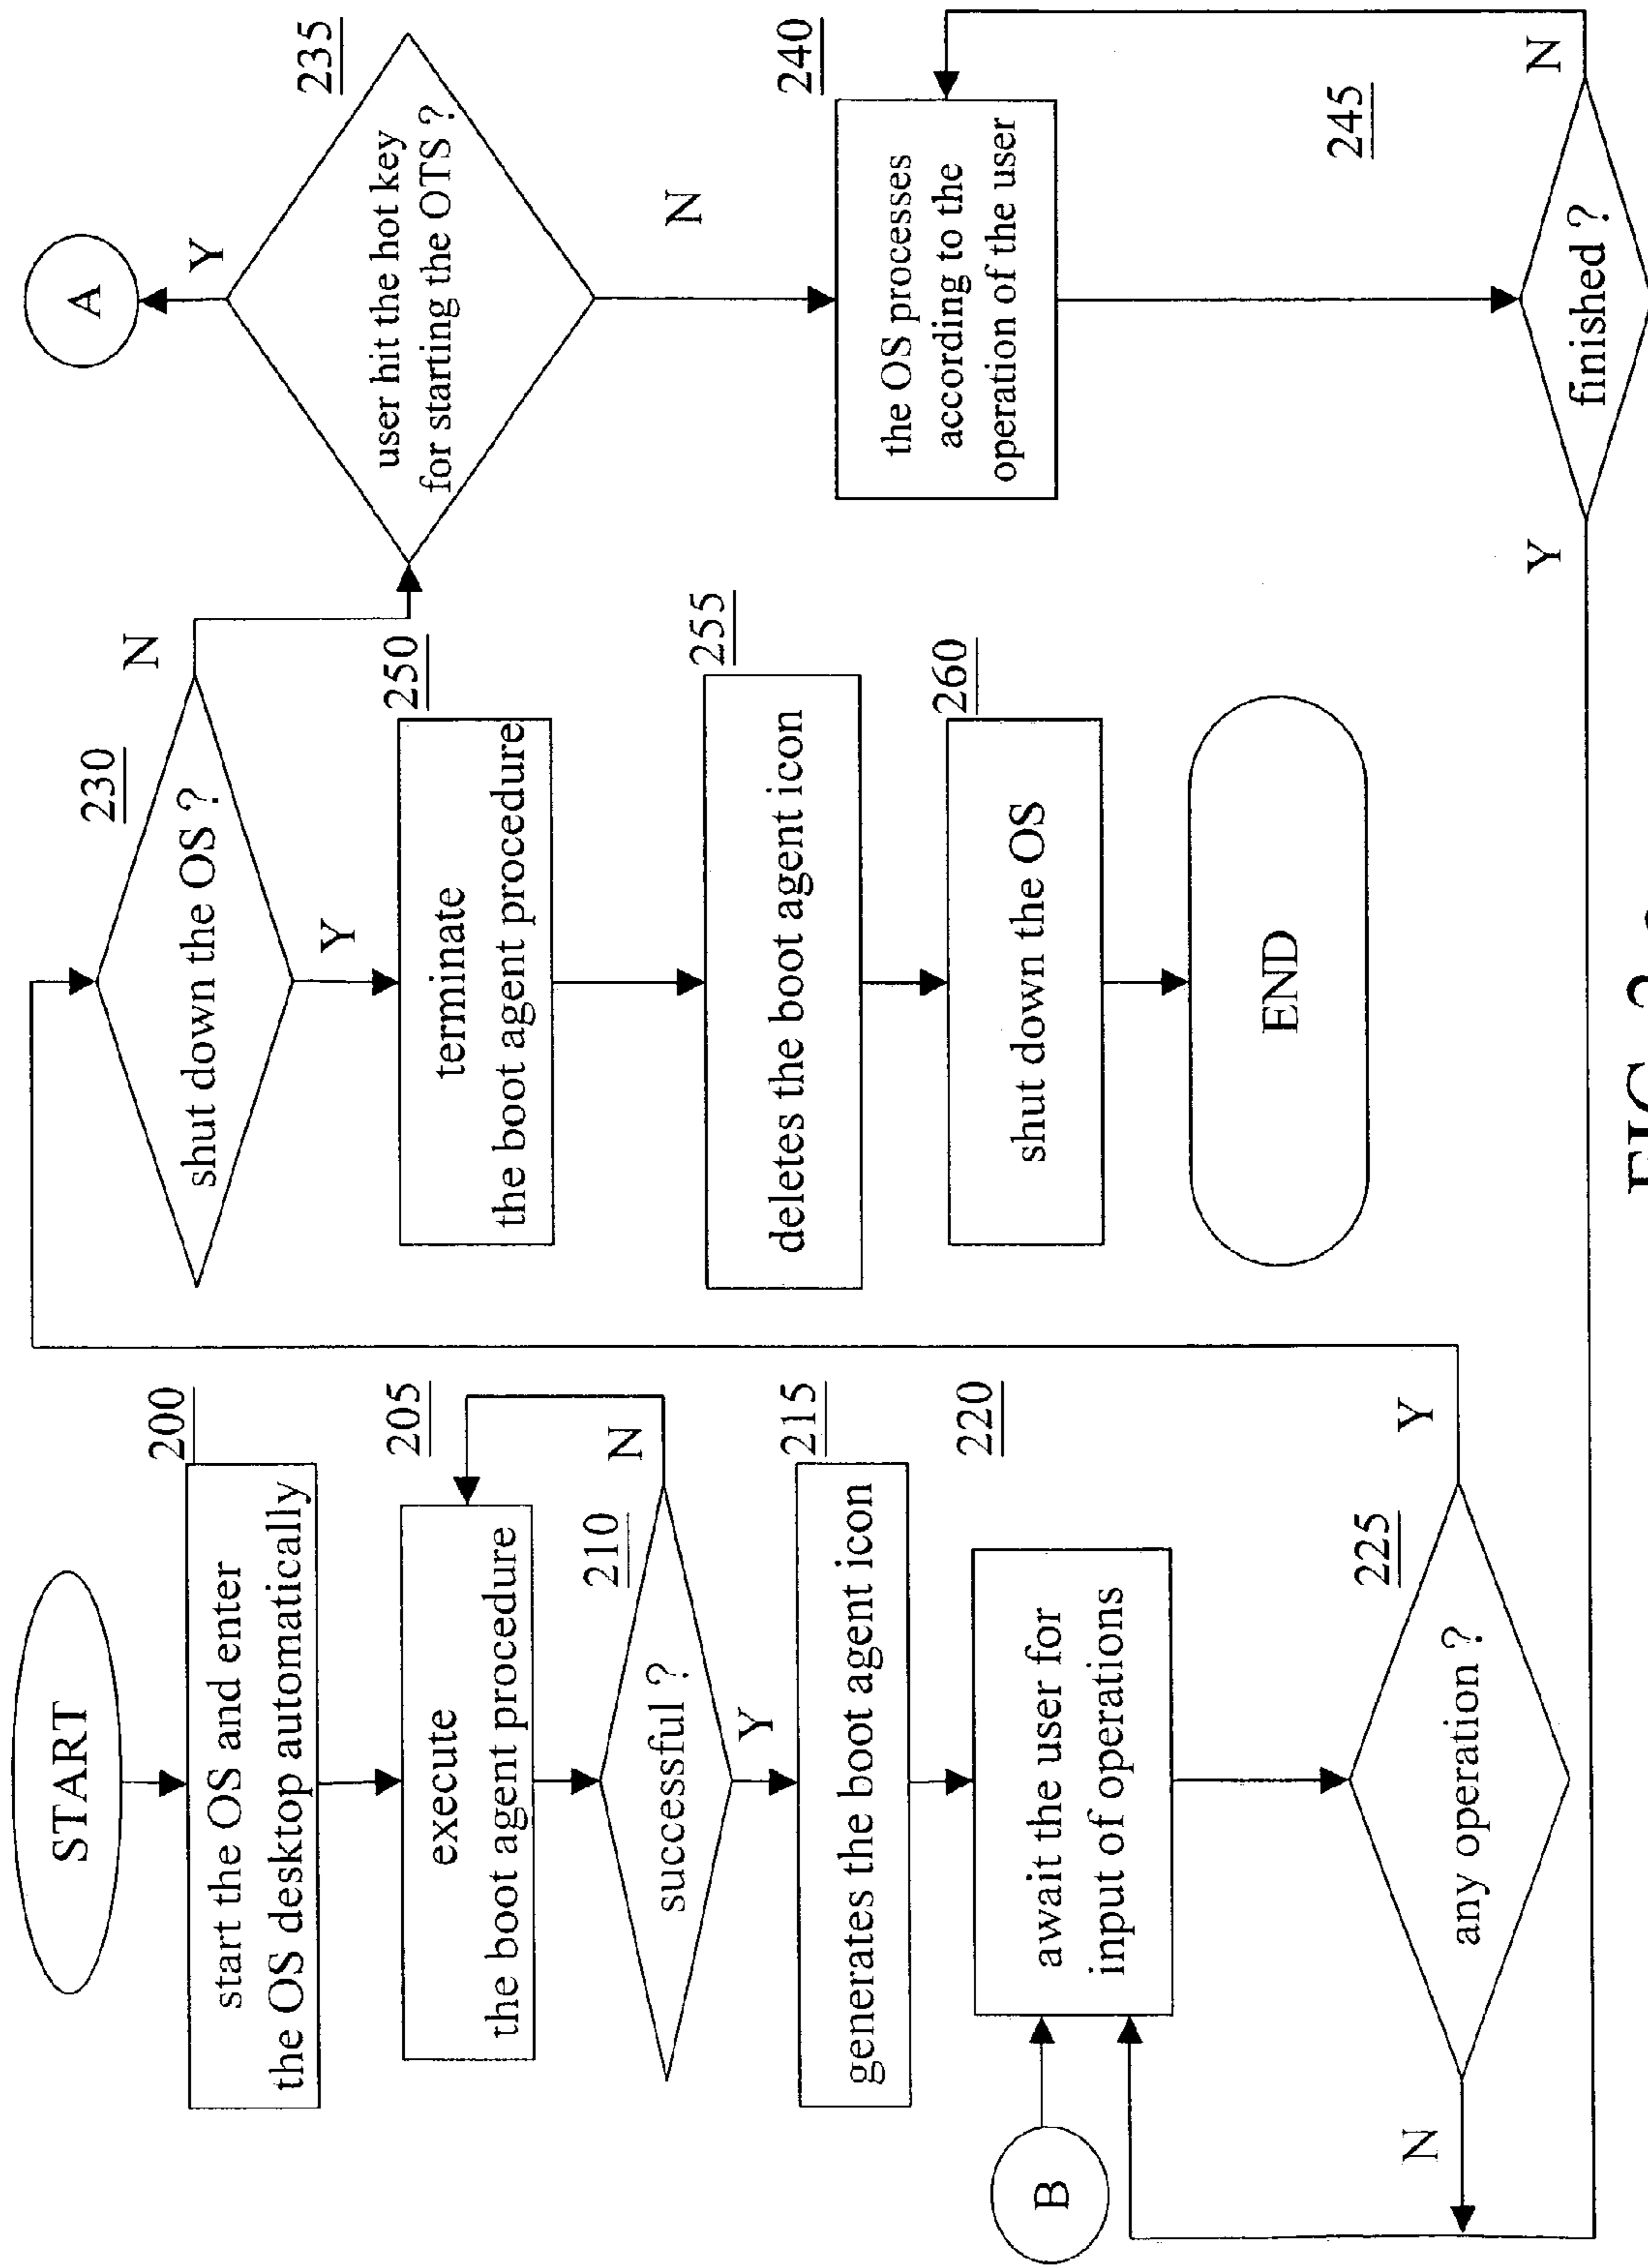 START
200
start the OS and enter
the OS desktop automatically
205
execute
the boot agent procedure
210
successful ?
N
Y
215
generates the boot agent icon
220
await the user for
input of operations
B
225
any operation ?
Y
N
230
shut down the OS ?
N
Y
250
terminate
the boot agent procedure
255
deletes the boot agent icon
260
shut down the OS
END
A
Y
235
user hit the hot key
for starting the OTS ?
N
240
the OS processes
according to the
operation of the user
245
finished ?
N
Y